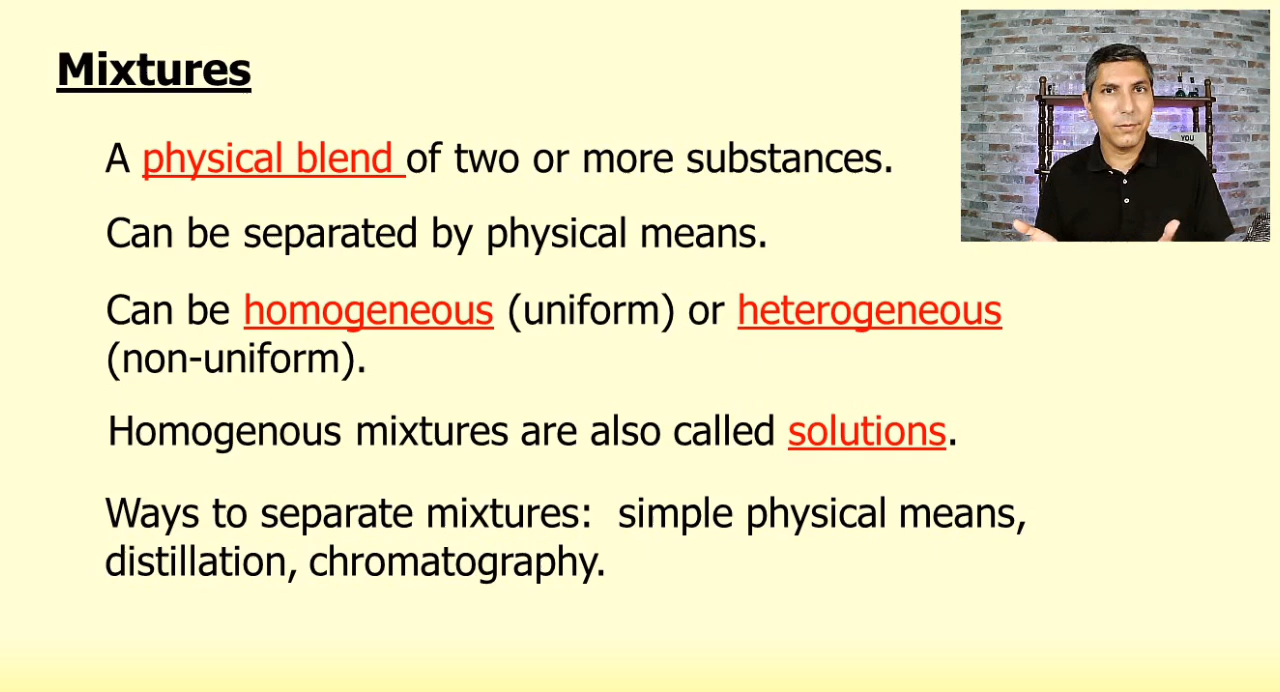 Mixtures
YOU
A physical blend of two or more substances.
Can be separated by physical means.
Can be homogeneous (uniform) or heterogeneous
(non-uniform).
Homogenous mixtures are also called solutions.
Ways to separate mixtures: simple physical means,
distillation, chromatography.